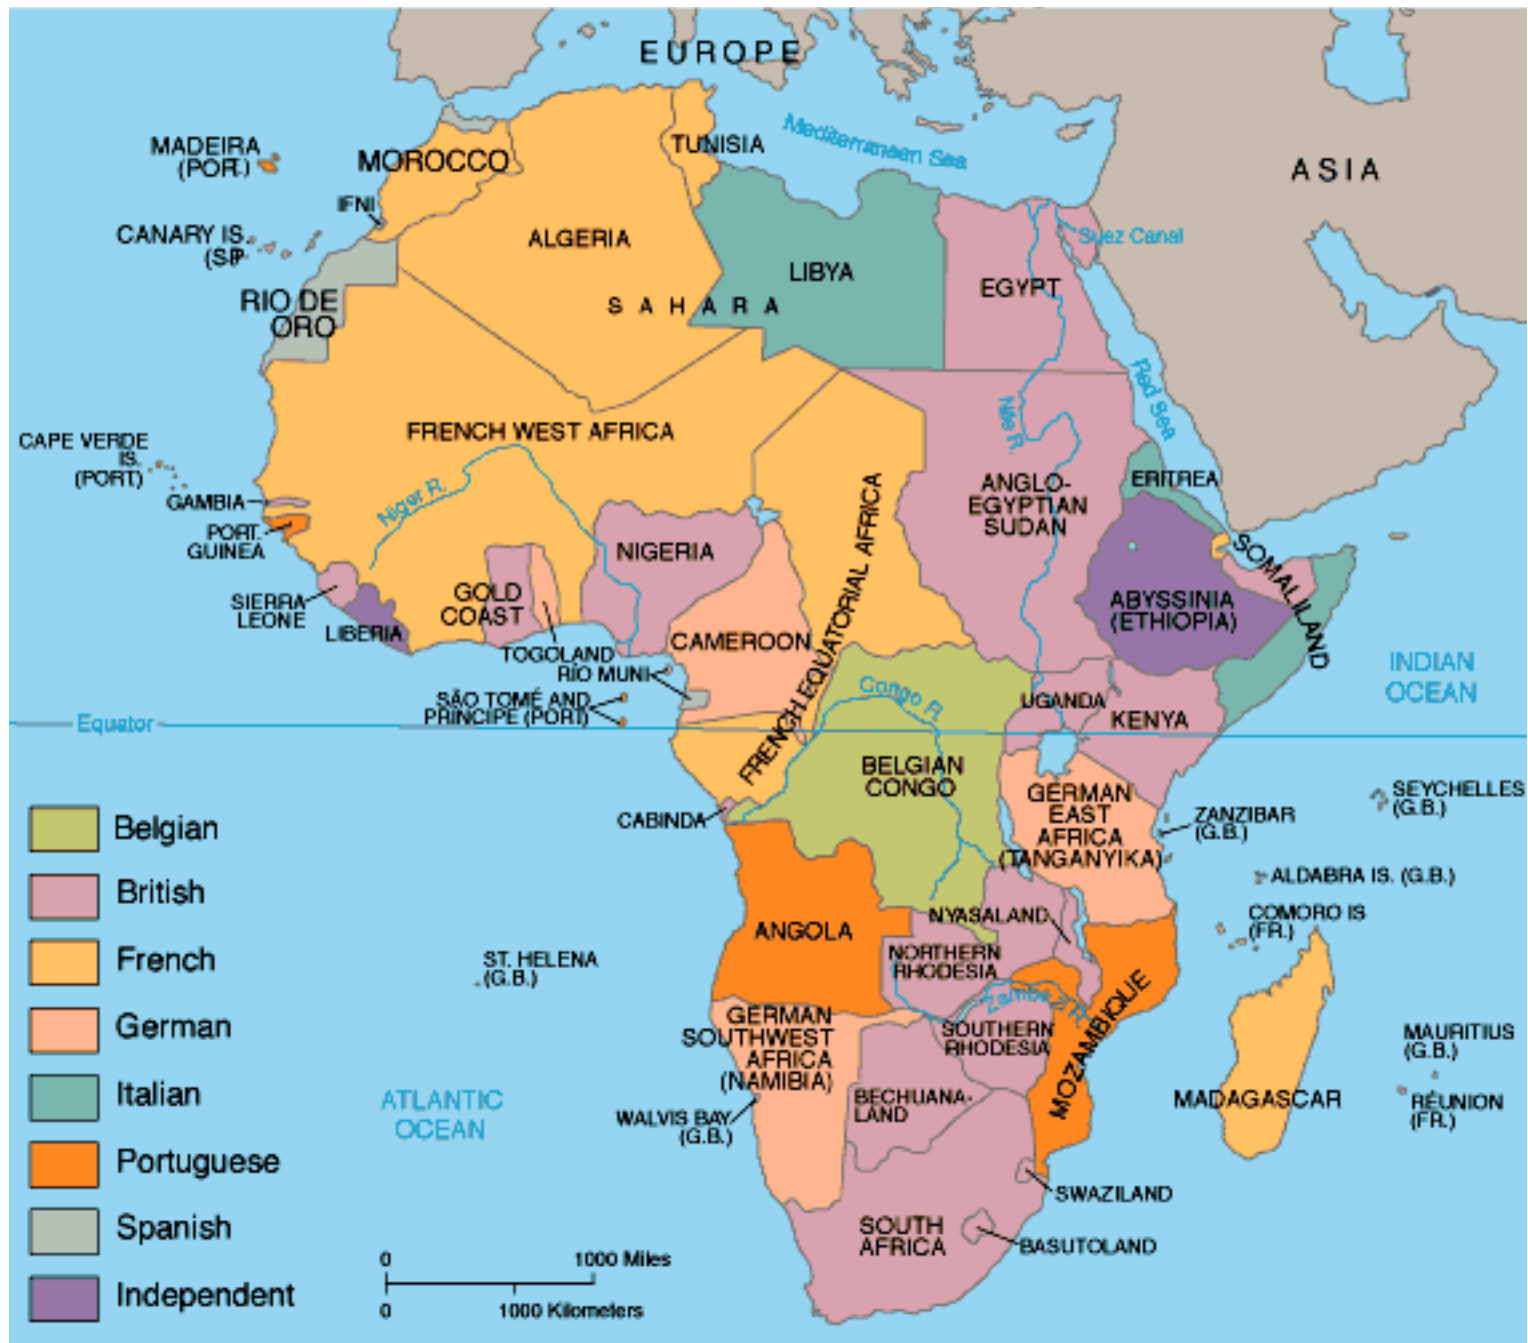 EUROPE
ASIA
Mediterranean Sea
MADEIRA
(PORT.)
MOROCCO
TUNISIA
IFNI
CANARY IS.
(SP.
ALGERIA
LIBYA
EGYPT
Suez Canal
RIO DE
ORO
SAHARA
Red Sea
Nile R.
FRENCH WEST AFRICA
CAPE VERDE
IS.
(PORT)
GAMBIA
PORT.
GUINEA
Niger R.
NIGERIA
ANGLO-
EGYPTIAN
SUDAN
ERITREA
SOMALILAND
ABYSSINIA
(ETHIOPIA)
SIERRA
LEONE
LIBERIA
GOLD
COAST
TOGOLAND
CAMEROON
RÍO MUNI
SÃO TOMÉ AND
PRÍNCIPE (PORT)
FRENCH EQUATORIAL AFRICA
Congo R.
UGANDA
KENYA
INDIAN
OCEAN
Equator
BELGIAN
CONGO
CABINDA
GERMAN
EAST
AFRICA
(TANGANYIKA)
ZANZIBAR
(G.B.)
SEYCHELLES
(G.B.)
ALDABRA IS. (G.B.)
COMORO IS
(FR.)
ANGOLA
NYASALAND
NORTHERN
RHODESIA
ST. HELENA
(G.B.)
Zambezi R.
MOZAMBIQUE
GERMAN
SOUTHWEST
AFRICA
(NAMIBIA)
SOUTHERN
RHODESIA
BECHUANA-
LAND
WALVIS BAY
(G.B.)
MADAGASCAR
MAURITIUS
(G.B.)
RÉUNION
(FR.)
ATLANTIC
OCEAN
SWAZILAND
SOUTH
AFRICA
BASUTOLAND
Belgian
British
French
German
Italian
Portuguese
Spanish
Independent
0 1000 Miles
0 1000 Kilometers